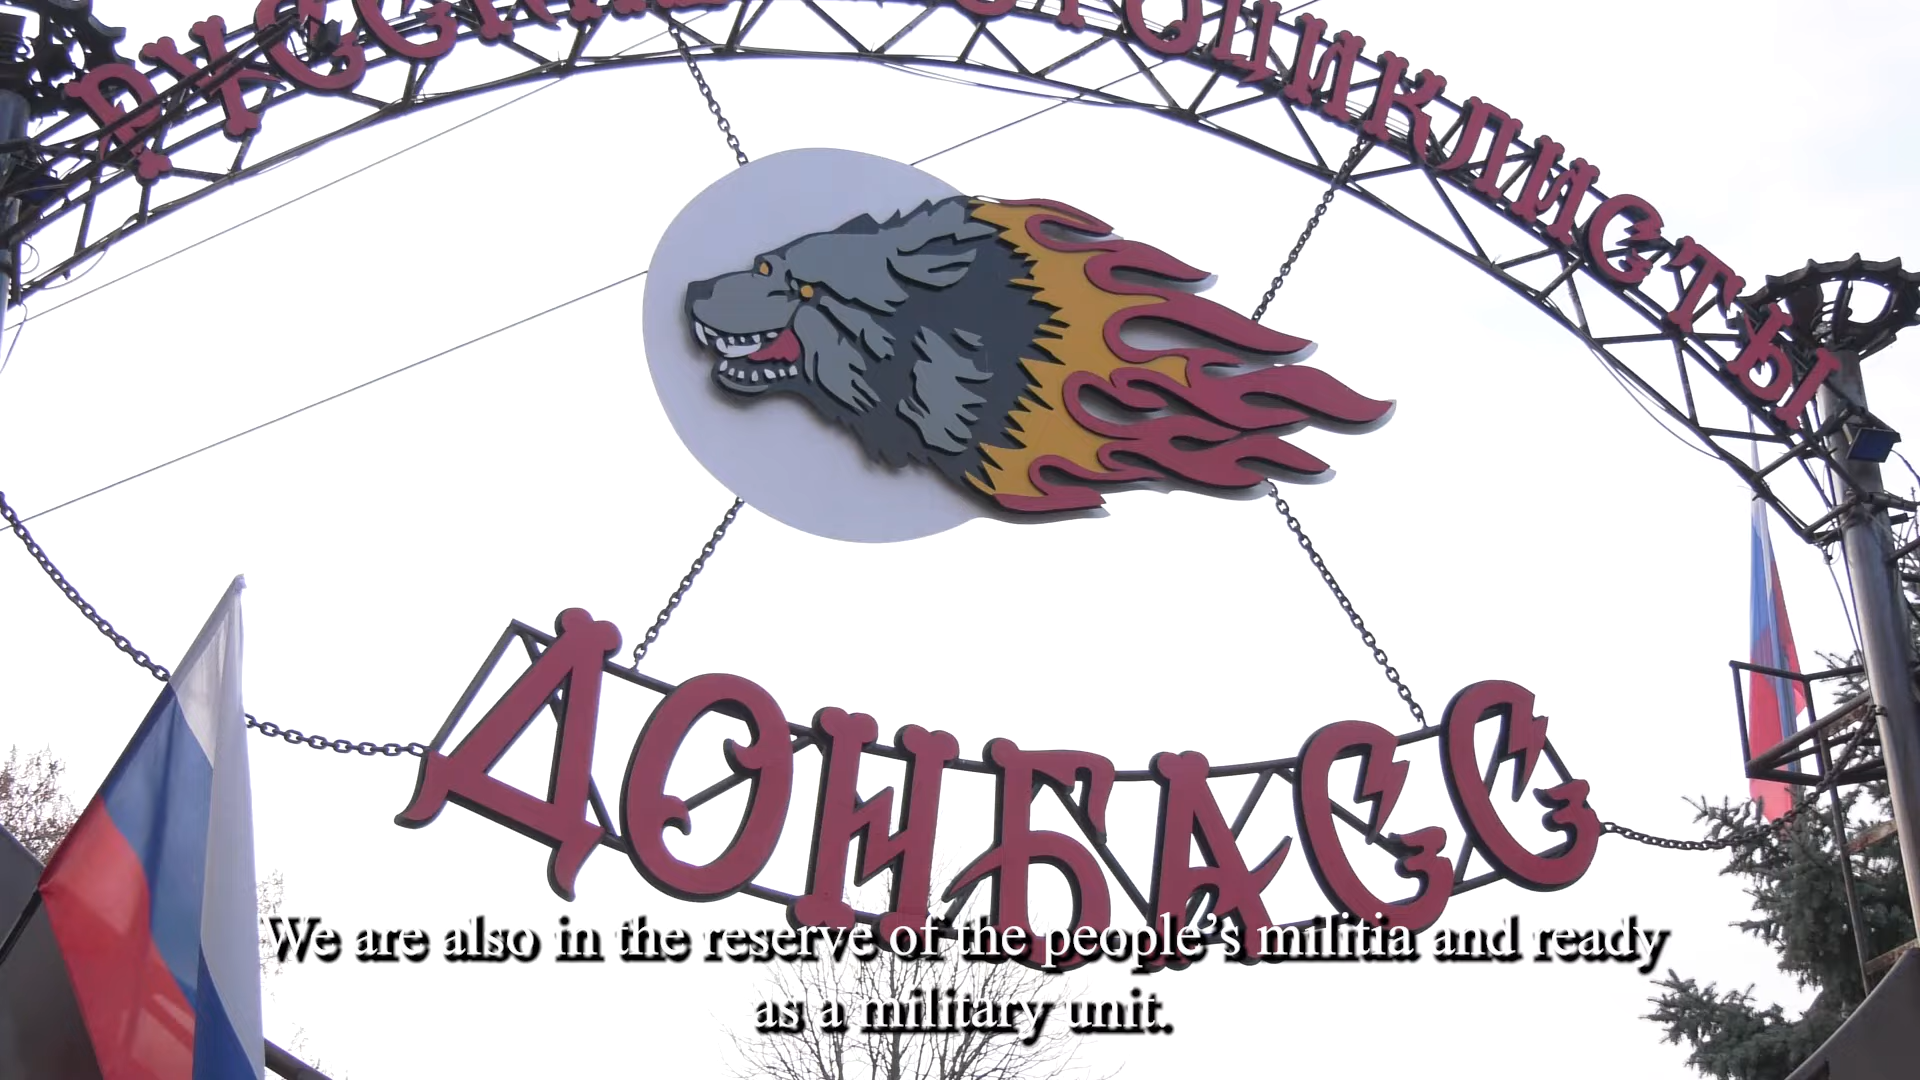 РУССКИЕ МОТОЦИКЛИСТЫ
ДОНБАСС
We are also in the reserve of the people's militia and ready
as a military unit.